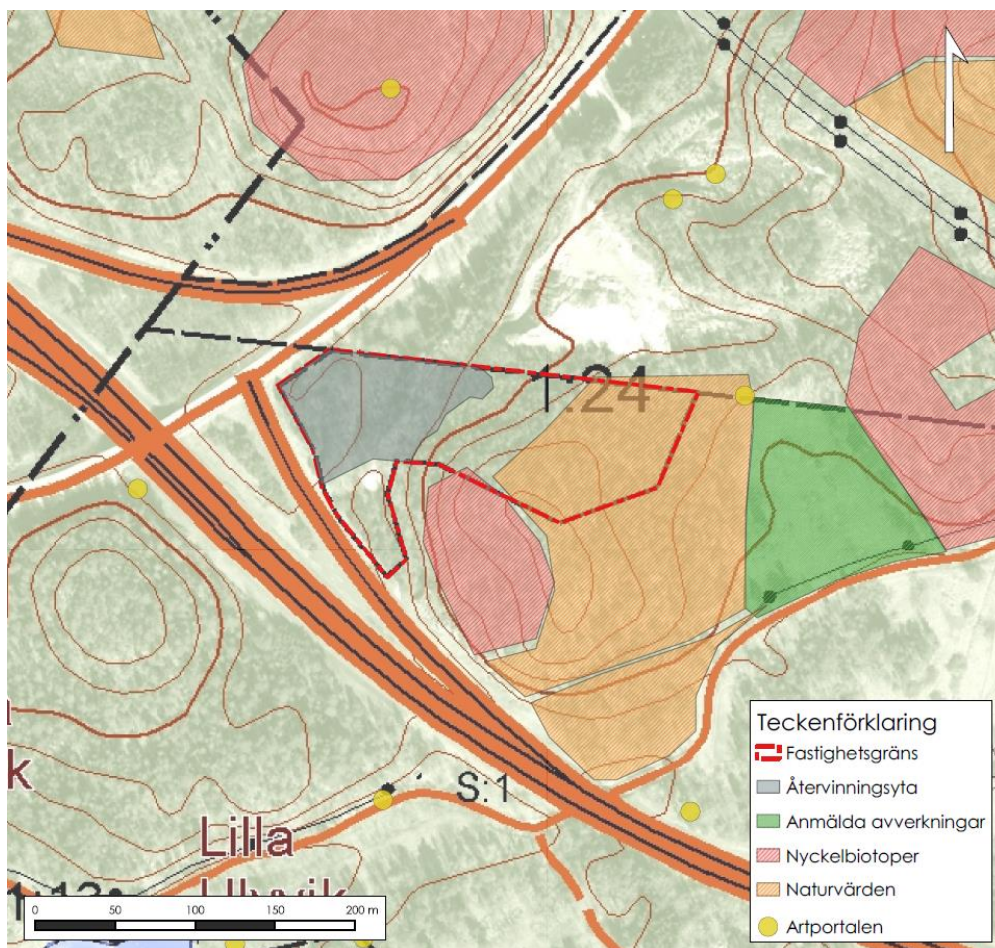 1:24
S:1
Lilla
Teckenförklaring
Fastighetsgräns
Återvinningsyta
Anmälda avverkningar
Nyckelbiotoper
Naturvärden
Artportalen
0 50 100 150 200 m